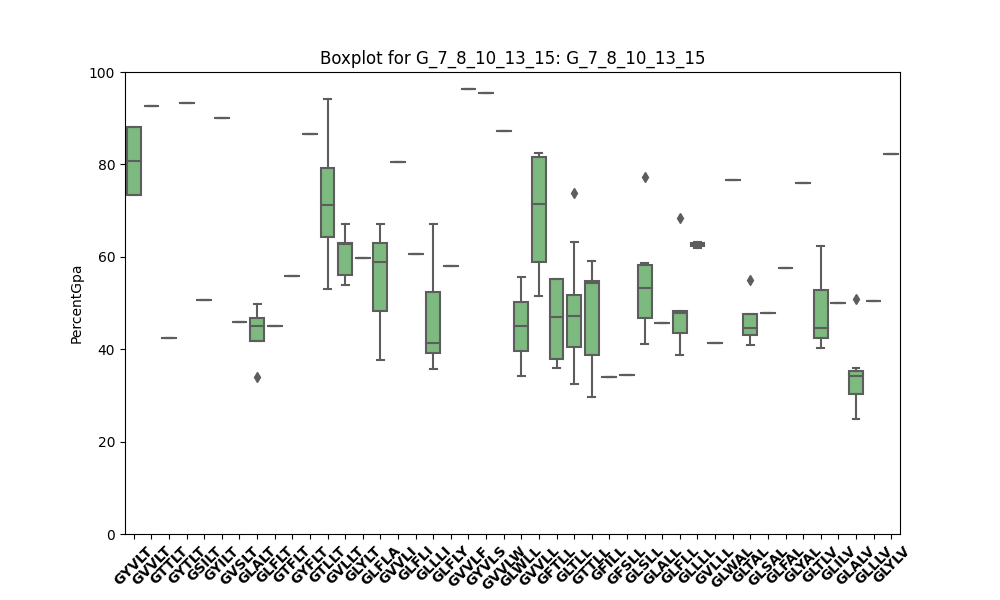 Boxplot for G_7_8_10_13_15: G_7_8_10_13_15
PercentGpa
100
80
60
40
20
0
GYVLT
GVVLT
GTTLT
GYTLT
GSILT
GYILT
GVSLT
GLALT
GLFLT
GTFLT
GYFLT
GTLLT
GVLLT
GLYLT
GLFLA
GVVLI
GLFLI
GLLLI
GLFLY
GVVLF
GYVLS
GVVLW
GLWLL
GVVLL
GFTLL
GLTLL
GTTLL
GFILL
GFSLL
GLSLL
GLALL
GLFLL
GLLLL
GVLLL
GLWAL
GLTAL
GLSAL
GLFAL
GLYAL
GLTLV
GLILV
GLALV
GLLLV
GLYLV